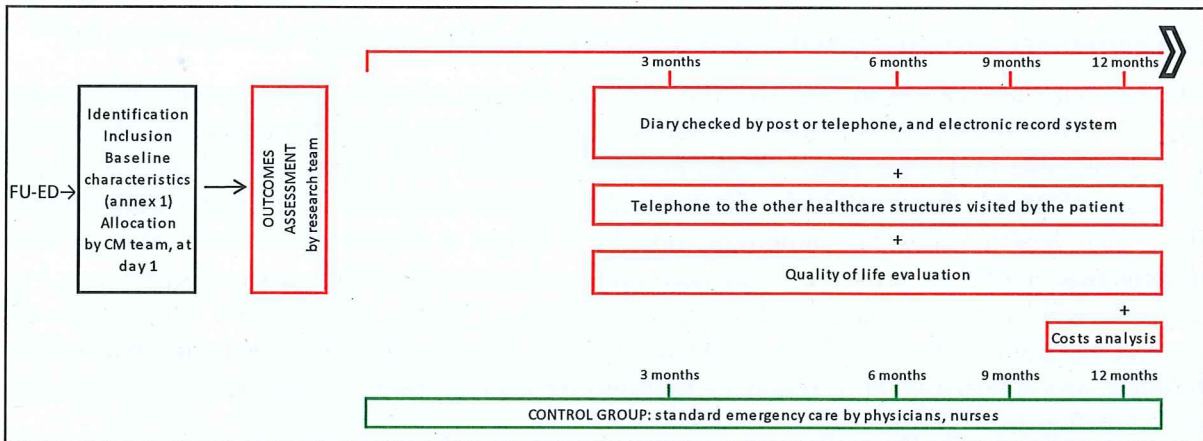 3 months 6 months 9 months 12 months
FU-ED→
Identification
Inclusion
Baseline
characteristics
(annex 1)
Allocation
by CM team, at
day 1
OUTCOMES
ASSESSMENT
by research team
Diary checked by post or telephone, and electronic record system
+
Telephone to the other healthcare structures visited by the patient
+
Quality of life evaluation
+
Costs analysis
3 months 6 months 9 months 12 months
CONTROL GROUP: standard emergency care by physicians, nurses